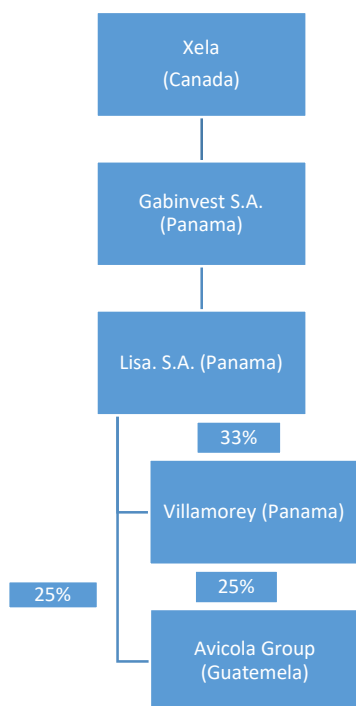 Xela
(Canada)
Gabinvest S.A.
(Panama)
Lisa. S.A. (Panama)
33%
Villamorey (Panama)
25%
25%
Avicola Group
(Guatemela)